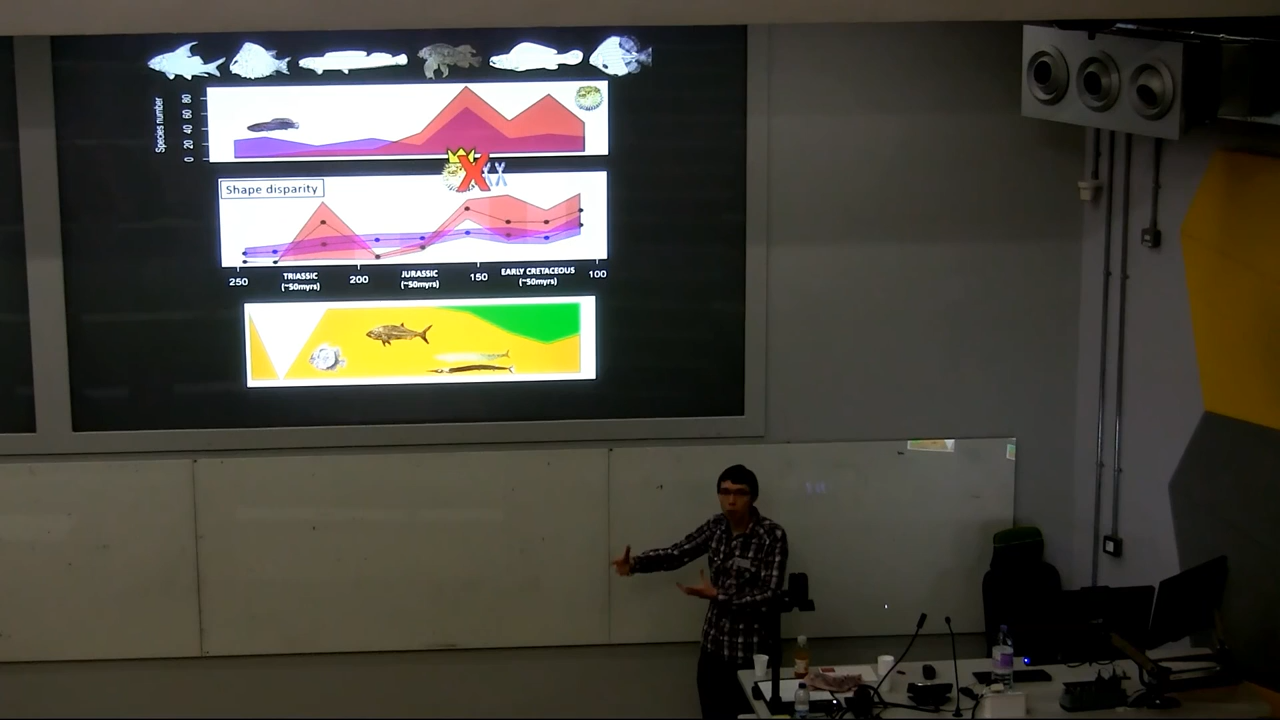 Species number
80
60
40
20
0
Shape disparity
250 200 150 100
TRIASSIC JURASSIC EARLY CRETACEOUS
(~50myrs) (~50myrs) (~50myrs)